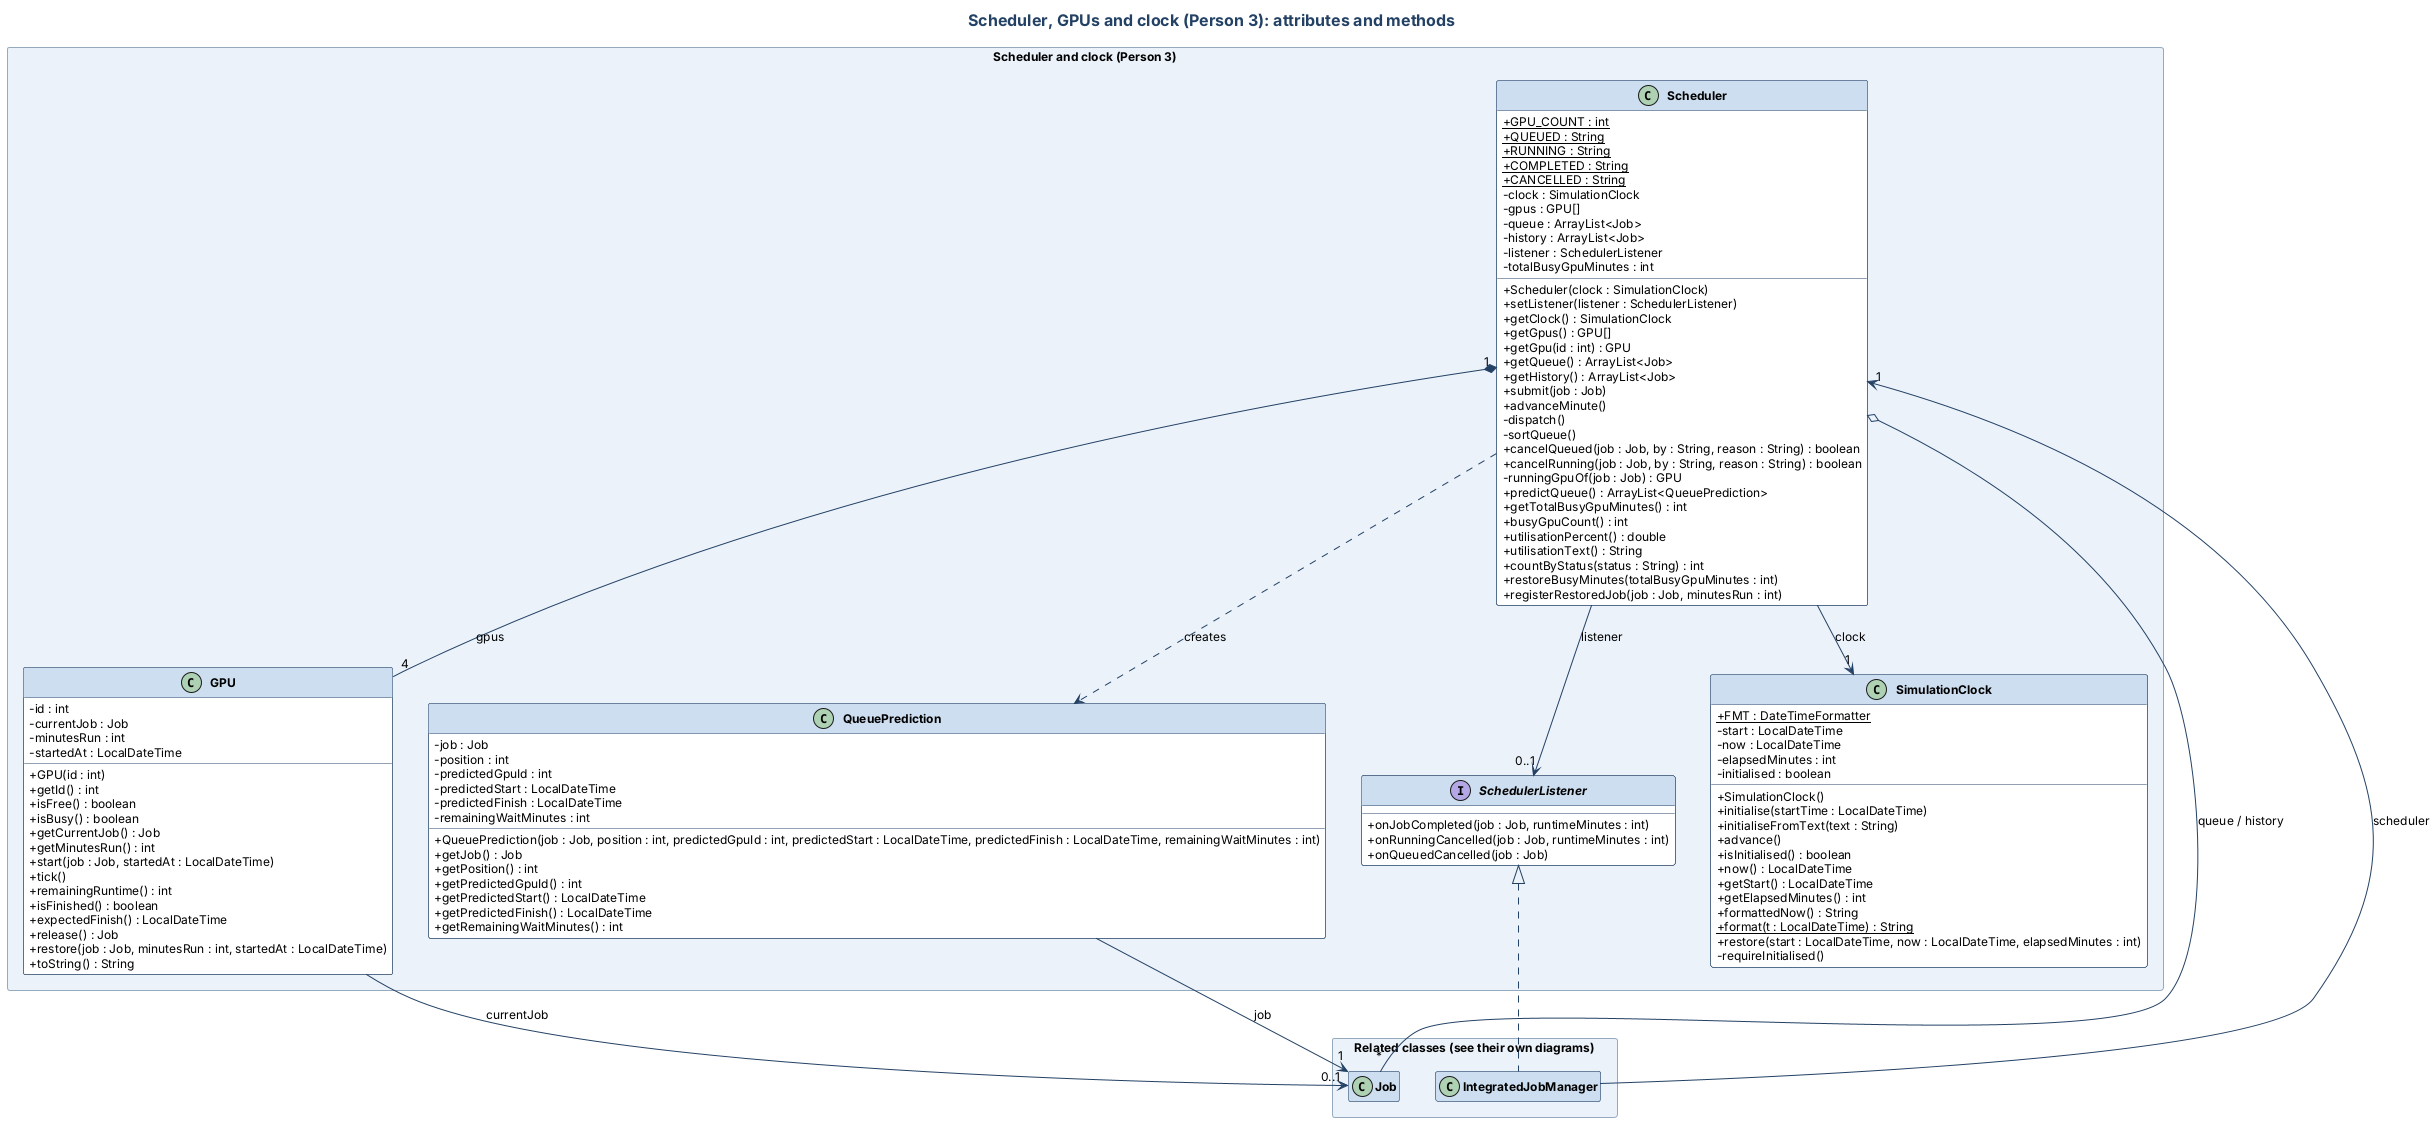 Scheduler, GPUs and clock (Person 3): attributes and methods
Scheduler and clock (Person 3)
C Scheduler
+GPU_COUNT : int
+QUEUED : String
+RUNNING : String
+COMPLETED : String
+CANCELLED : String
-clock : SimulationClock
-gpus : GPU[]
-queue : ArrayList<Job>
-history : ArrayList<Job>
-listener : SchedulerListener
-totalBusyGpuMinutes : int
+Scheduler(clock : SimulationClock)
+setListener(listener : SchedulerListener)
+getClock() : SimulationClock
+getGpus() : GPU[]
+getGpu(id : int) : GPU
+getQueue() : ArrayList<Job>
+getHistory() : ArrayList<Job>
+submit(job : Job)
+advanceMinute()
-dispatch()
-sortQueue()
+cancelQueued(job : Job, by : String, reason : String) : boolean
+cancelRunning(job : Job, by : String, reason : String) : boolean
-runningGpuOf(job : Job) : GPU
+predictQueue() : ArrayList<QueuePrediction>
+getTotalBusyGpuMinutes() : int
+busyGpuCount() : int
+utilisationPercent() : double
+utilisationText() : String
+countByStatus(status : String) : int
+restoreBusyMinutes(totalBusyGpuMinutes : int)
+registerRestoredJob(job : Job, minutesRun : int)
1
1
gpus
4
creates
listener
0..1
clock
1
C GPU
-id : int
-currentJob : Job
-minutesRun : int
-startedAt : LocalDateTime
+GPU(id : int)
+getId() : int
+isFree() : boolean
+isBusy() : boolean
+getCurrentJob() : Job
+getMinutesRun() : int
+start(job : Job, startedAt : LocalDateTime)
+tick()
+remainingRuntime() : int
+isFinished() : boolean
+expectedFinish() : LocalDateTime
+release() : Job
+restore(job : Job, minutesRun : int, startedAt : LocalDateTime)
+toString() : String
C QueuePrediction
-job : Job
-position : int
-predictedGpuId : int
-predictedStart : LocalDateTime
-predictedFinish : LocalDateTime
-remainingWaitMinutes : int
+QueuePrediction(job : Job, position : int, predictedGpuId : int, predictedStart : LocalDateTime, predictedFinish : LocalDateTime, remainingWaitMinutes : int)
+getJob() : Job
+getPosition() : int
+getPredictedGpuId() : int
+getPredictedStart() : LocalDateTime
+getPredictedFinish() : LocalDateTime
+getRemainingWaitMinutes() : int
I SchedulerListener
+onJobCompleted(job : Job, runtimeMinutes : int)
+onRunningCancelled(job : Job, runtimeMinutes : int)
+onQueuedCancelled(job : Job)
C SimulationClock
+FMT : DateTimeFormatter
-start : LocalDateTime
-now : LocalDateTime
-elapsedMinutes : int
-initialised : boolean
+SimulationClock()
+initialise(startTime : LocalDateTime)
+initialiseFromText(text : String)
+advance()
+isInitialised() : boolean
+now() : LocalDateTime
+getStart() : LocalDateTime
+getElapsedMinutes() : int
+formattedNow() : String
+format(t : LocalDateTime) : String
+restore(start : LocalDateTime, now : LocalDateTime, elapsedMinutes : int)
-requireInitialised()
queue / history
scheduler
currentJob
job
Related classes (see their own diagrams)
1
*
0..1
C Job
C IntegratedJobManager